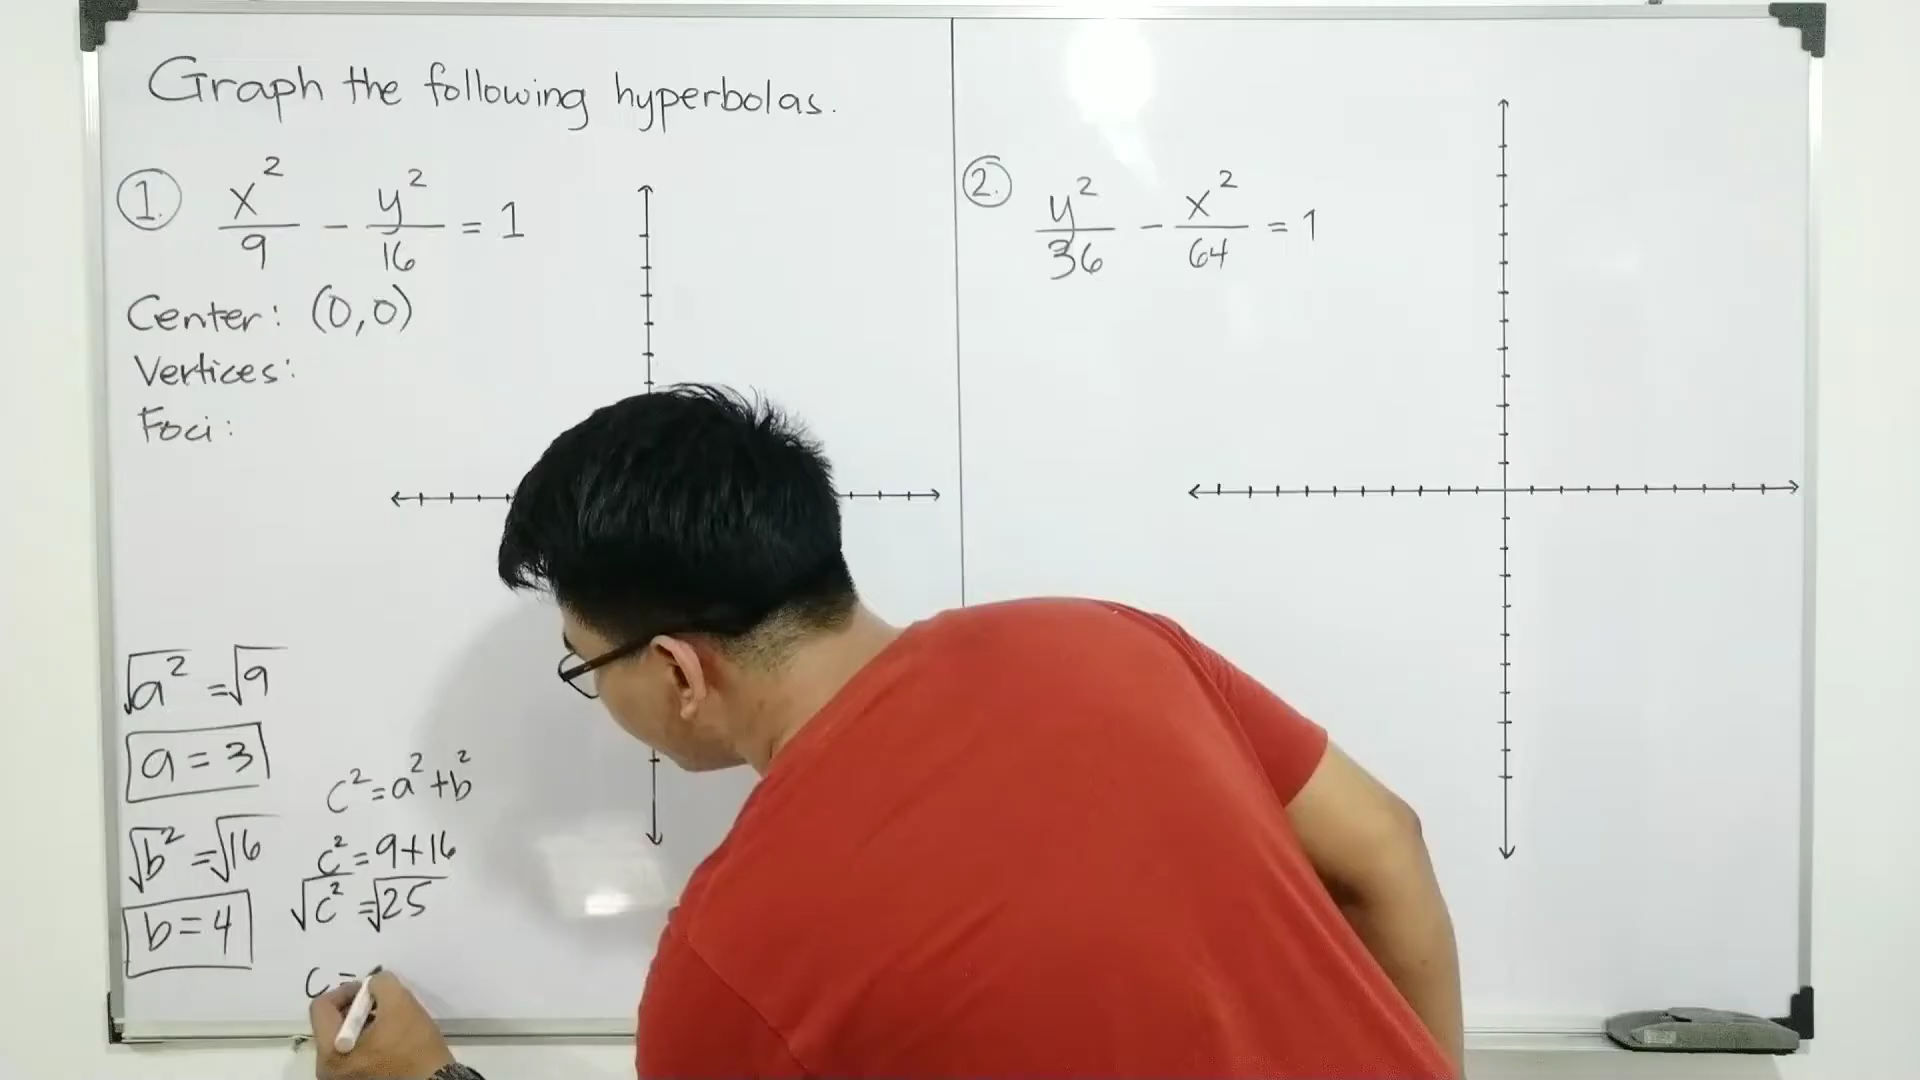 Graph the following hyperbolas.
1. x²/9 - y²/16 = 1
Center: (0,0)
Vertices:
Foci:
√a² = √9
a = 3
√b² = √16
b = 4
c² = a² + b²
c² = 9 + 16
√c² = √25
c =
2. y²/36 - x²/64 = 1